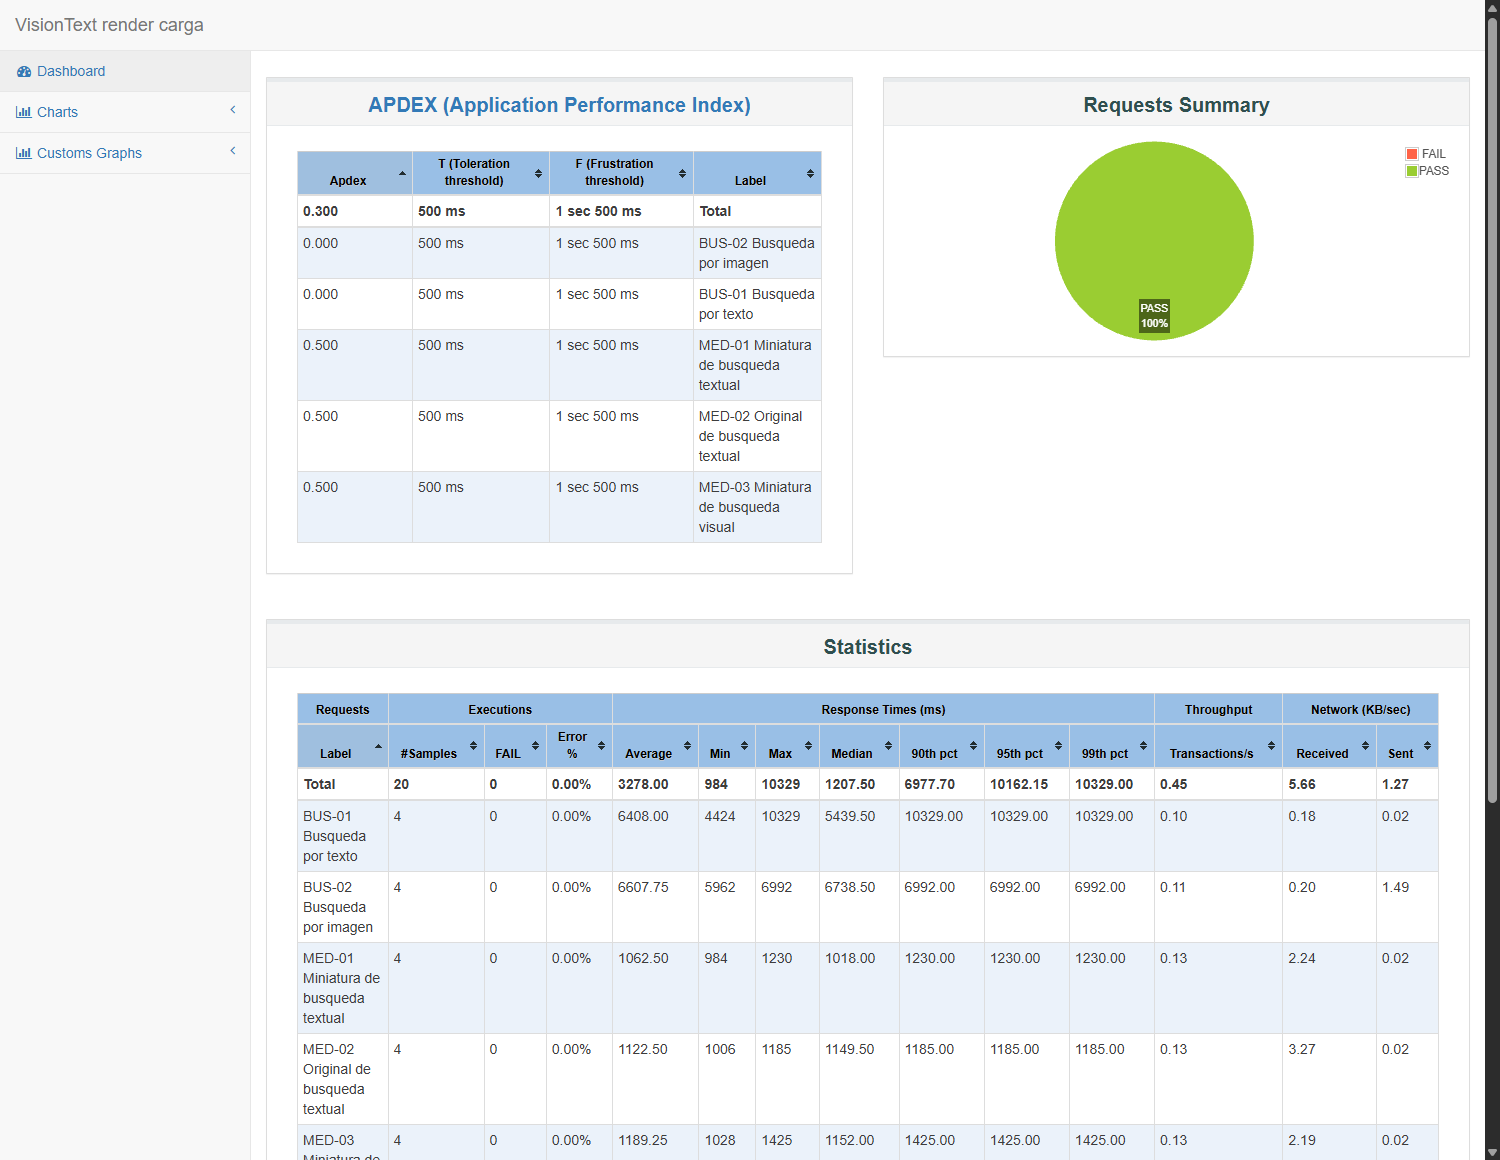 VisionText render carga
Dashboard
Charts
Customs Graphs
APDEX (Application Performance Index)
Apdex
T (Toleration threshold)
F (Frustration threshold)
Label
0.300 500 ms 1 sec 500 ms Total
0.000 500 ms 1 sec 500 ms BUS-02 Busqueda por imagen
0.000 500 ms 1 sec 500 ms BUS-01 Busqueda por texto
0.500 500 ms 1 sec 500 ms MED-01 Miniatura de busqueda textual
0.500 500 ms 1 sec 500 ms MED-02 Original de busqueda textual
0.500 500 ms 1 sec 500 ms MED-03 Miniatura de busqueda visual
Requests Summary
FAIL
PASS
PASS
100%
Statistics
Requests Executions Response Times (ms) Throughput Network (KB/sec)
Label #Samples FAIL Error % Average Min Max Median 90th pct 95th pct 99th pct Transactions/s Received Sent
Total 20 0 0.00% 3278.00 984 10329 1207.50 6977.70 10162.15 10329.00 0.45 5.66 1.27
BUS-01 Busqueda por texto 4 0 0.00% 6408.00 4424 10329 5439.50 10329.00 10329.00 10329.00 0.10 0.18 0.02
BUS-02 Busqueda por imagen 4 0 0.00% 6607.75 5962 6992 6738.50 6992.00 6992.00 6992.00 0.11 0.20 1.49
MED-01 Miniatura de busqueda textual 4 0 0.00% 1062.50 984 1230 1018.00 1230.00 1230.00 1230.00 0.13 2.24 0.02
MED-02 Original de busqueda textual 4 0 0.00% 1122.50 1006 1185 1149.50 1185.00 1185.00 1185.00 0.13 3.27 0.02
MED-03 Miniatura de 4 0 0.00% 1189.25 1028 1425 1152.00 1425.00 1425.00 1425.00 0.13 2.19 0.02